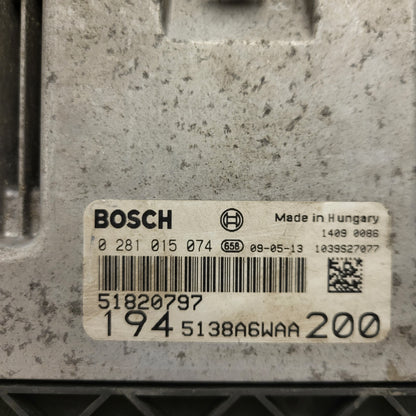 BOSCH Made in Hungary
1409 0086
0 281 015 074 658 09-05-13 1039S27077
51820797
194 5138A6WAA 200